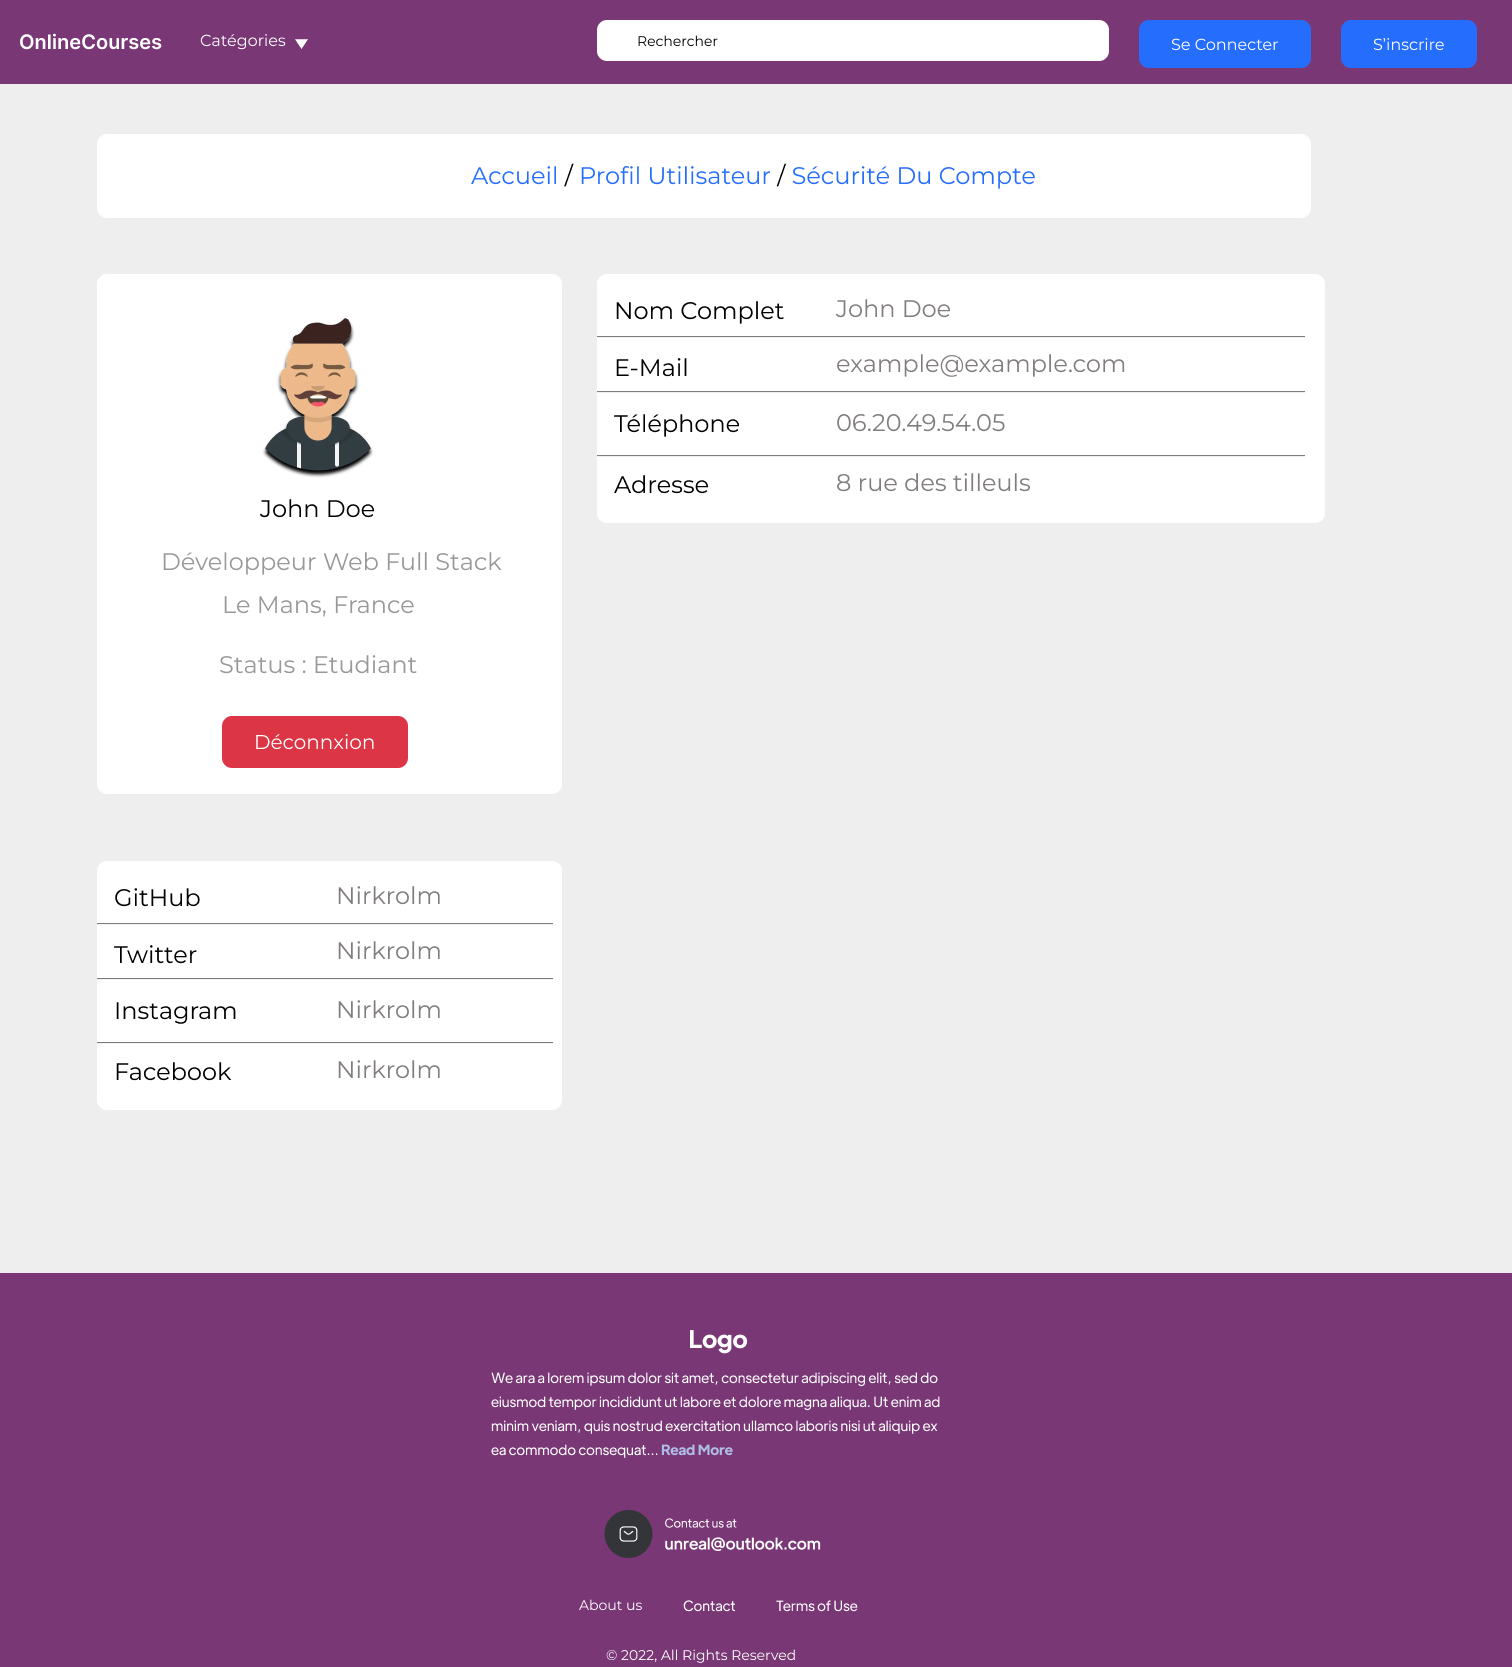 OnlineCourses
Catégories
Rechercher
Se Connecter
S'inscrire
Accueil / Profil Utilisateur / Sécurité Du Compte
John Doe
Développeur Web Full Stack
Le Mans, France
Status : Etudiant
Déconnxion
Nom Complet John Doe
E-Mail example@example.com
Téléphone 06.20.49.54.05
Adresse 8 rue des tilleuls
GitHub Nirkrolm
Twitter Nirkrolm
Instagram Nirkrolm
Facebook Nirkrolm
Logo
We ara a lorem ipsum dolor sit amet, consectetur adipiscing elit, sed do
eiusmod tempor incididunt ut labore et dolore magna aliqua. Ut enim ad
minim veniam, quis nostrud exercitation ullamco laboris nisi ut aliquip ex
ea commodo consequat... Read More
Contact us at
unreal@outlook.com
About us Contact Terms of Use
© 2022, All Rights Reserved